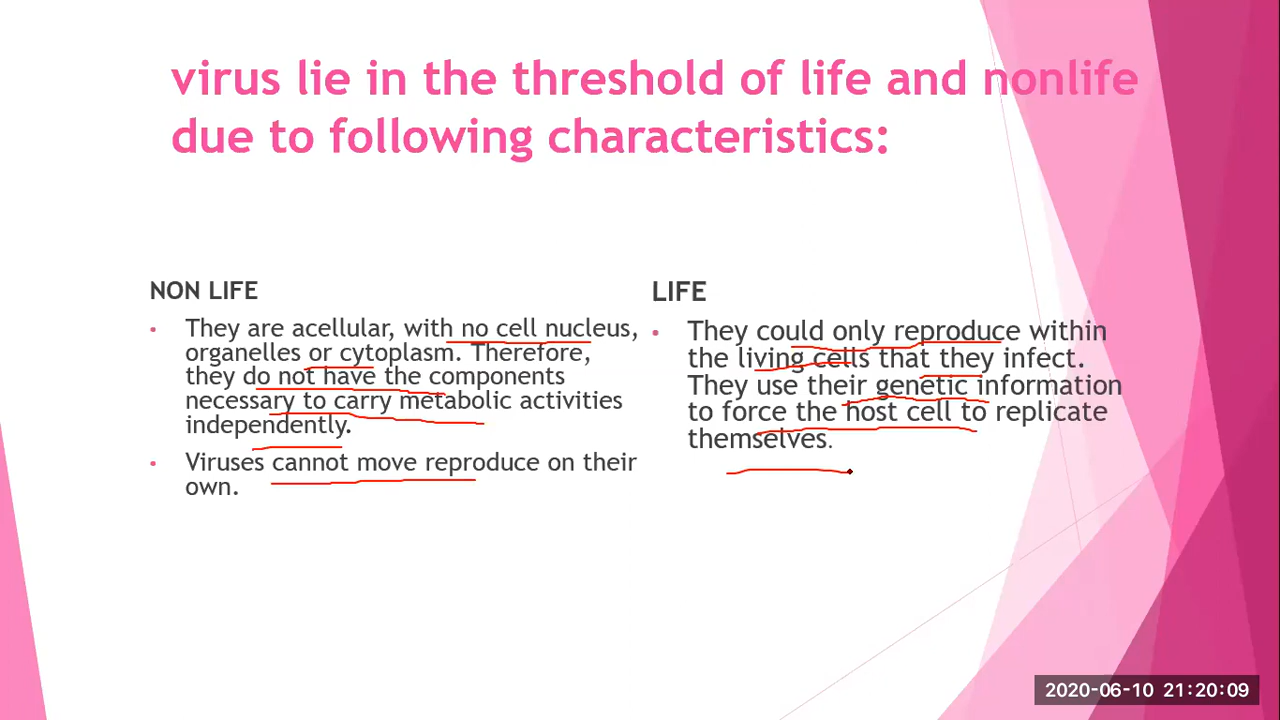 virus lie in the threshold of life and nonlife
due to following characteristics:
NON LIFE
• They are acellular, with no cell nucleus,
organelles or cytoplasm. Therefore,
they do not have the components
necessary to carry metabolic activities
independently.
• Viruses cannot move reproduce on their
own.
LIFE
• They could only reproduce within
the living cells that they infect.
They use their genetic information
to force the host cell to replicate
themselves.
2020-06-10 21:20:09